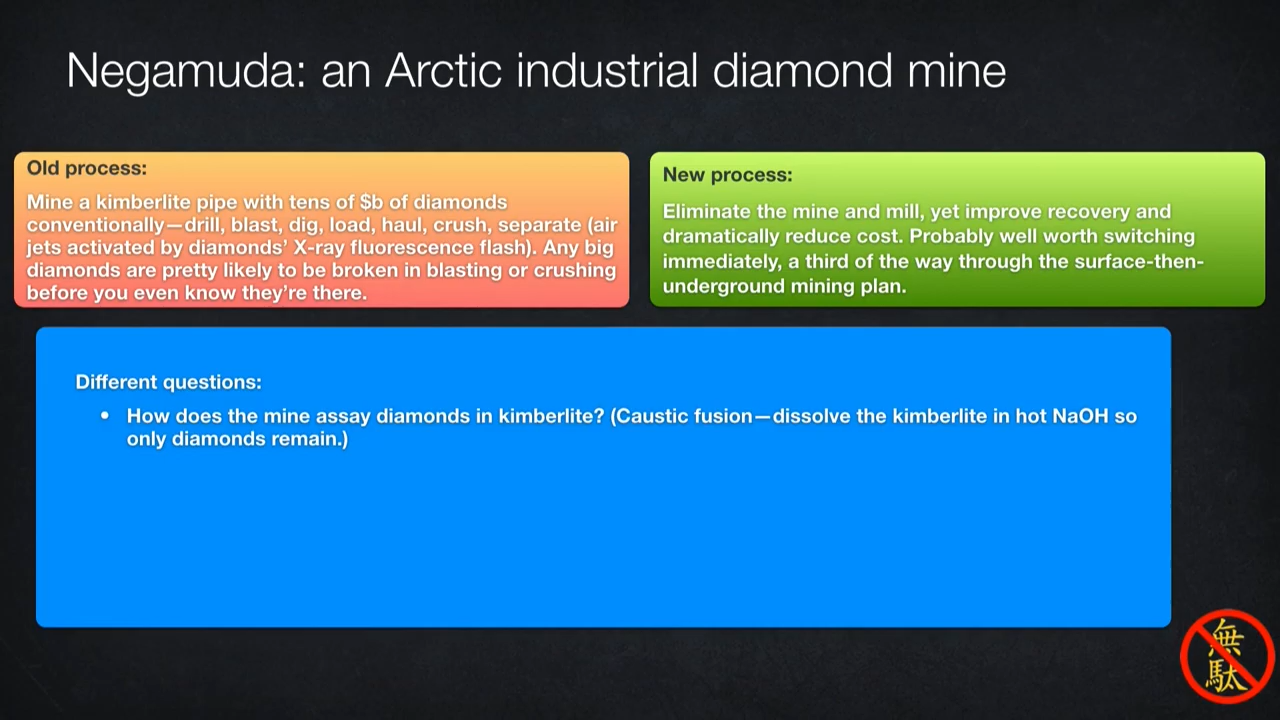 Negamuda: an Arctic industrial diamond mine
Old process:
Mine a kimberlite pipe with tens of $b of diamonds
conventionally—drill, blast, dig, load, haul, crush, separate (air
jets activated by diamonds’ X-ray fluorescence flash). Any big
diamonds are pretty likely to be broken in blasting or crushing
before you even know they’re there.
New process:
Eliminate the mine and mill, yet improve recovery and
dramatically reduce cost. Probably well worth switching
immediately, a third of the way through the surface-then-
underground mining plan.
Different questions:
• How does the mine assay diamonds in kimberlite? (Caustic fusion—dissolve the kimberlite in hot NaOH so
only diamonds remain.)
無
駄